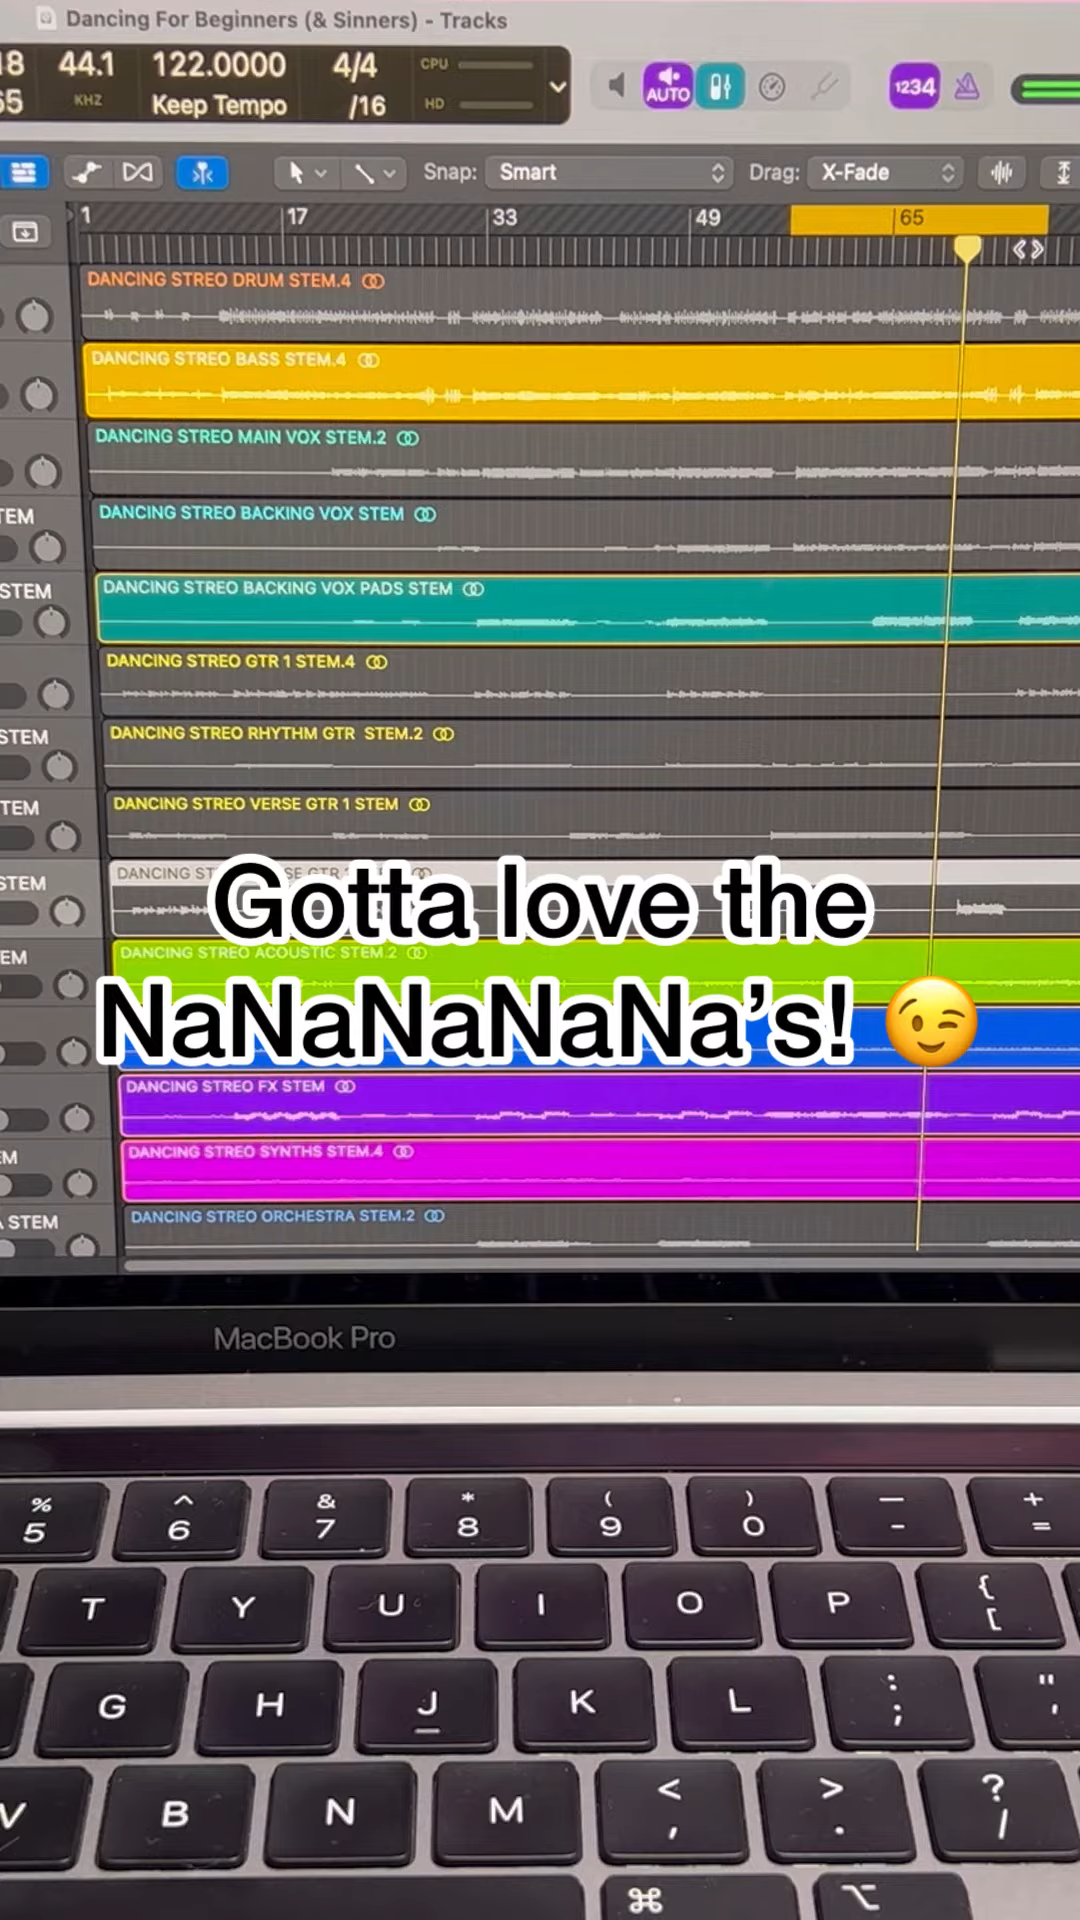 Dancing For Beginners (& Sinners) - Tracks
44.1 122.0000 4/4 CPU
KHZ Keep Tempo /16 HD
AUTO 1234
Snap: Smart Drag: X-Fade
1 17 33 49 65
DANCING STREO DRUM STEM.4
DANCING STREO BASS STEM.4
DANCING STREO MAIN VOX STEM.2
DANCING STREO BACKING VOX STEM
STEM DANCING STREO BACKING VOX PADS STEM
DANCING STREO GTR 1 STEM.4
STEM DANCING STREO RHYTHM GTR STEM.2
DANCING STREO VERSE GTR 1 STEM
STEM
Gotta love the
DANCING STREO ACOUSTIC STEM.2
NaNaNaNaNa’s! 😉
DANCING STREO FX STEM
DANCING STREO SYNTHS STEM.4
STEM DANCING STREO ORCHESTRA STEM.2
MacBook Pro
% ^ & * ( ) — +
5 6 7 8 9 0 - =
T Y U I O P { [
G H J K L : ; " '
V B N M < , > . ? /
⌘ ⌥